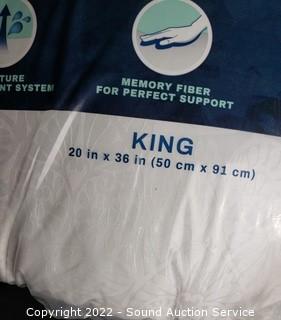 TURE
NT SYSTEM
MEMORY FIBER
FOR PERFECT SUPPORT
KING
20 in x 36 in (50 cm x 91 cm)
Copyright 2022 - Sound Auction Service